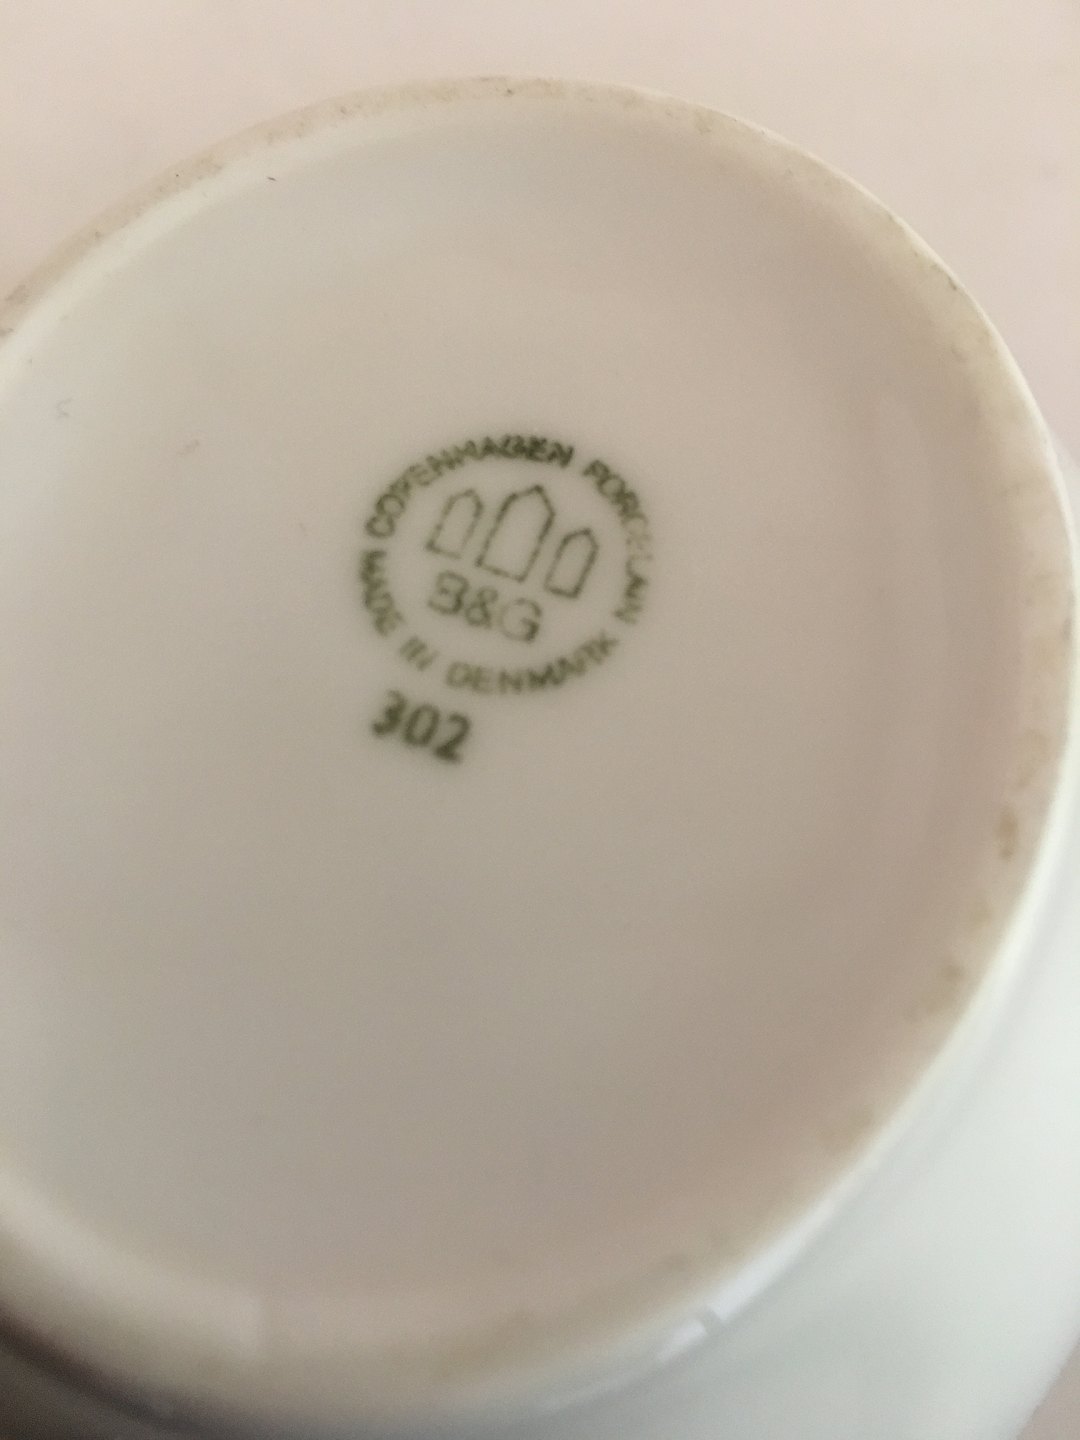 COPENHAGEN PORCELAIN
B&G
MADE IN DENMARK
302